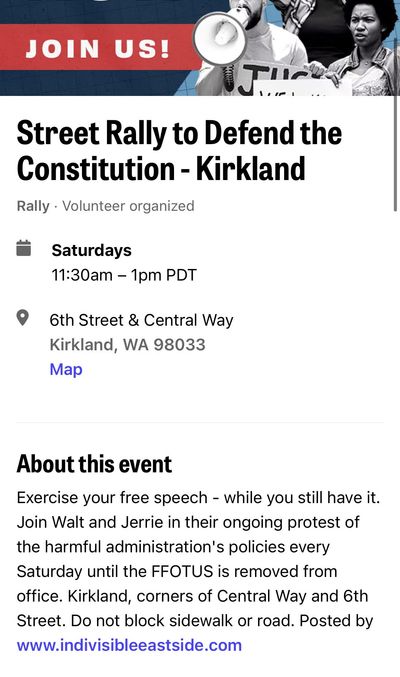 JOIN US!
JUS
Street Rally to Defend the
Constitution - Kirkland
Rally · Volunteer organized
Saturdays
11:30am – 1pm PDT
6th Street & Central Way
Kirkland, WA 98033
Map
About this event
Exercise your free speech - while you still have it.
Join Walt and Jerrie in their ongoing protest of
the harmful administration's policies every
Saturday until the FFOTUS is removed from
office. Kirkland, corners of Central Way and 6th
Street. Do not block sidewalk or road. Posted by
www.indivisibleeastside.com